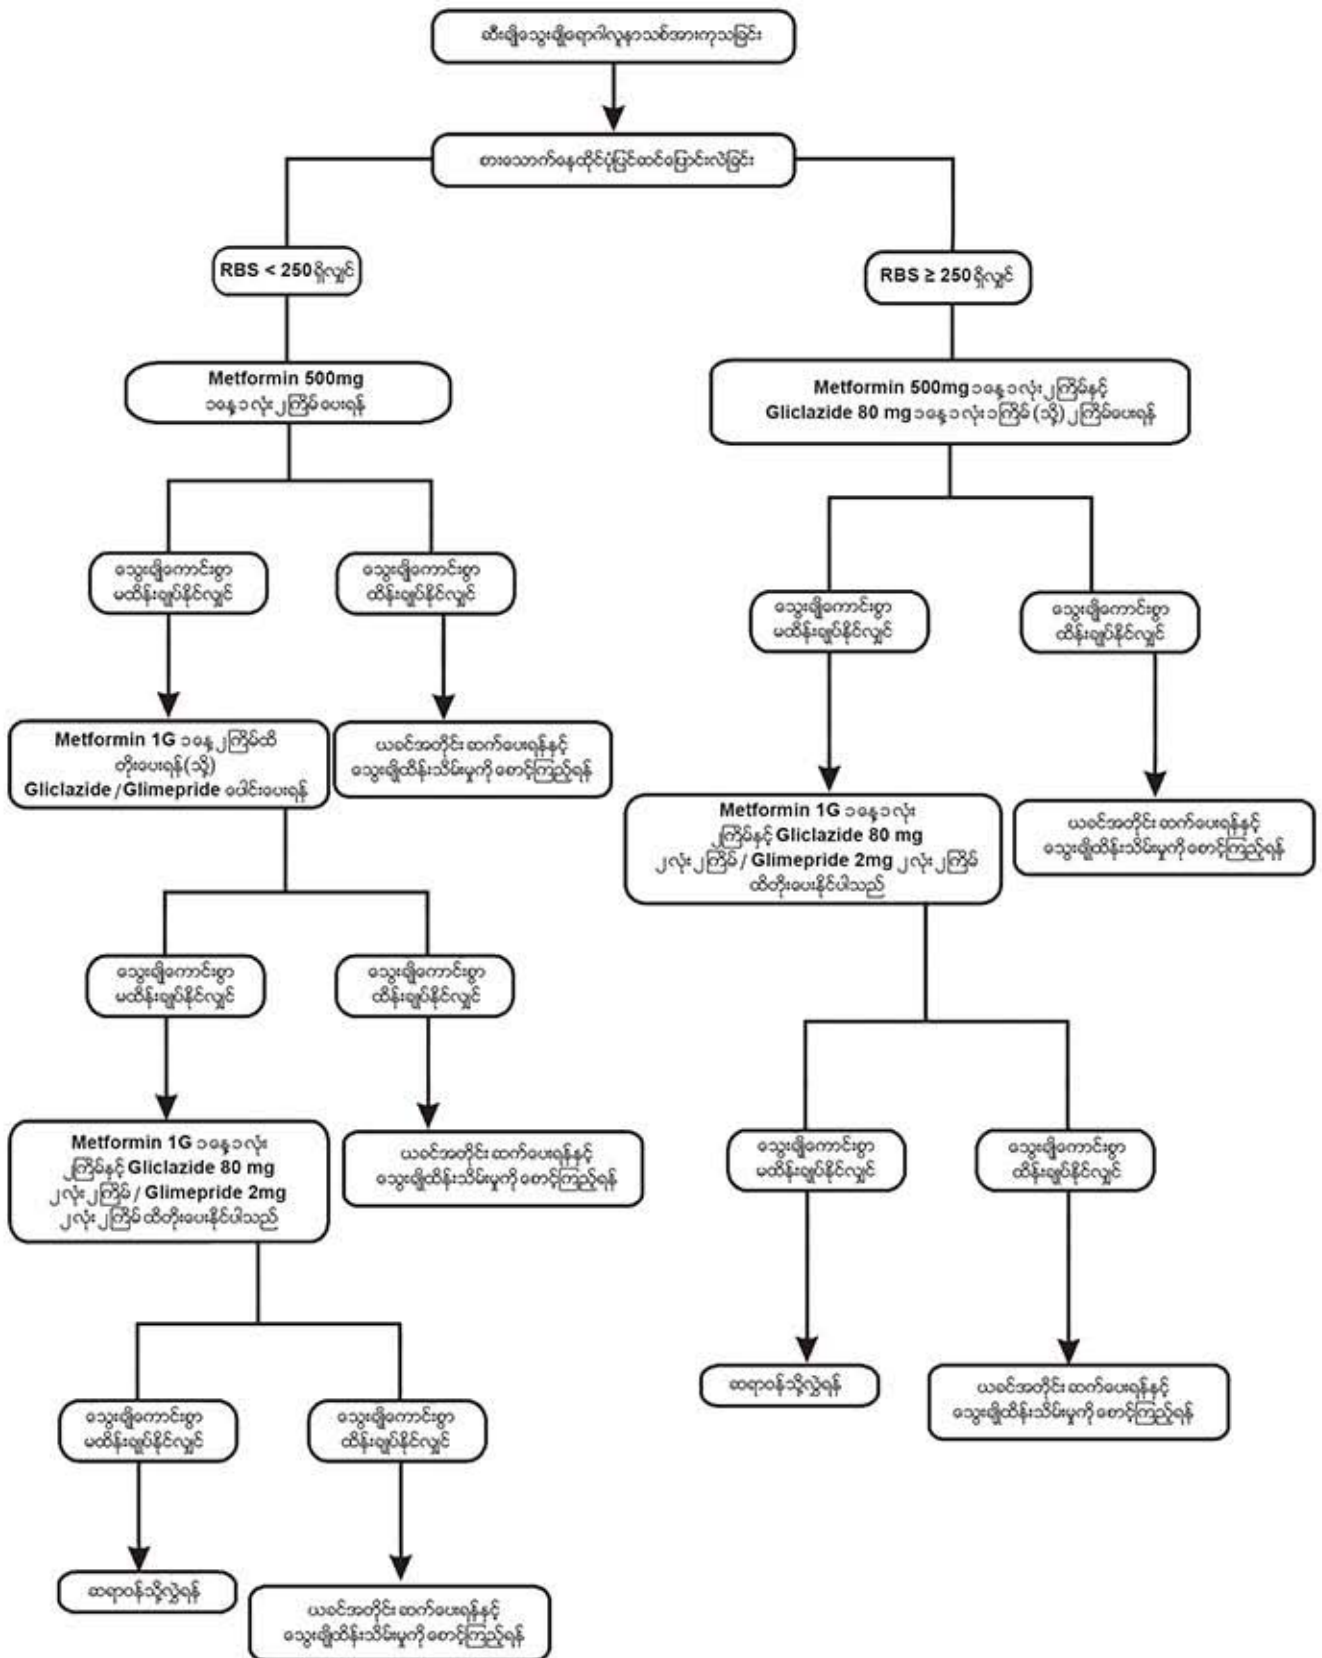 ဆီးချိုသွေးချိုရောဂါလူနာသစ်အားကုသခြင်း
စားသောက်နေထိုင်ပုံပြင်ဆင်ပြောင်းလဲခြင်း
RBS < 250 ရှိလျှင်
RBS ≥ 250 ရှိလျှင်
Metformin 500mg
၁နေ့ ၁လုံး ၂ကြိမ် ပေးရန်
Metformin 500mg ၁နေ့ ၁လုံး ၂ကြိမ်နှင့်
Gliclazide 80 mg ၁နေ့ ၁လုံး ၁ကြိမ် (သို့) ၂ကြိမ်ပေးရန်
သွေးချိုကောင်းစွာ
မထိန်းချုပ်နိုင်လျှင်
သွေးချိုကောင်းစွာ
ထိန်းချုပ်နိုင်လျှင်
သွေးချိုကောင်းစွာ
မထိန်းချုပ်နိုင်လျှင်
သွေးချိုကောင်းစွာ
ထိန်းချုပ်နိုင်လျှင်
Metformin 1G ၁နေ့ ၂ကြိမ်ထိ
တိုးပေးရန်(သို့)
Gliclazide / Glimepride ပေါင်းပေးရန်
ယခင်အတိုင်း ဆက်ပေးရန်နှင့်
သွေးချိုထိန်းသိမ်းမှုကို စောင့်ကြည့်ရန်
Metformin 1G ၁နေ့ ၁လုံး
၂ကြိမ်နှင့် Gliclazide 80 mg
၂လုံး ၂ကြိမ် / Glimepride 2mg ၂လုံး ၂ကြိမ်
ထိတိုးပေးနိုင်ပါသည်
ယခင်အတိုင်း ဆက်ပေးရန်နှင့်
သွေးချိုထိန်းသိမ်းမှုကို စောင့်ကြည့်ရန်
သွေးချိုကောင်းစွာ
မထိန်းချုပ်နိုင်လျှင်
သွေးချိုကောင်းစွာ
ထိန်းချုပ်နိုင်လျှင်
Metformin 1G ၁နေ့ ၁လုံး
၂ကြိမ်နှင့် Gliclazide 80 mg
၂လုံး ၂ကြိမ် / Glimepride 2mg
၂လုံး ၂ကြိမ် ထိတိုးပေးနိုင်ပါသည်
ယခင်အတိုင်း ဆက်ပေးရန်နှင့်
သွေးချိုထိန်းသိမ်းမှုကို စောင့်ကြည့်ရန်
သွေးချိုကောင်းစွာ
မထိန်းချုပ်နိုင်လျှင်
သွေးချိုကောင်းစွာ
ထိန်းချုပ်နိုင်လျှင်
ဆရာဝန်သို့လွှဲရန်
ယခင်အတိုင်း ဆက်ပေးရန်နှင့်
သွေးချိုထိန်းသိမ်းမှုကို စောင့်ကြည့်ရန်
သွေးချိုကောင်းစွာ
မထိန်းချုပ်နိုင်လျှင်
သွေးချိုကောင်းစွာ
ထိန်းချုပ်နိုင်လျှင်
ဆရာဝန်သို့လွှဲရန်
ယခင်အတိုင်း ဆက်ပေးရန်နှင့်
သွေးချိုထိန်းသိမ်းမှုကို စောင့်ကြည့်ရန်